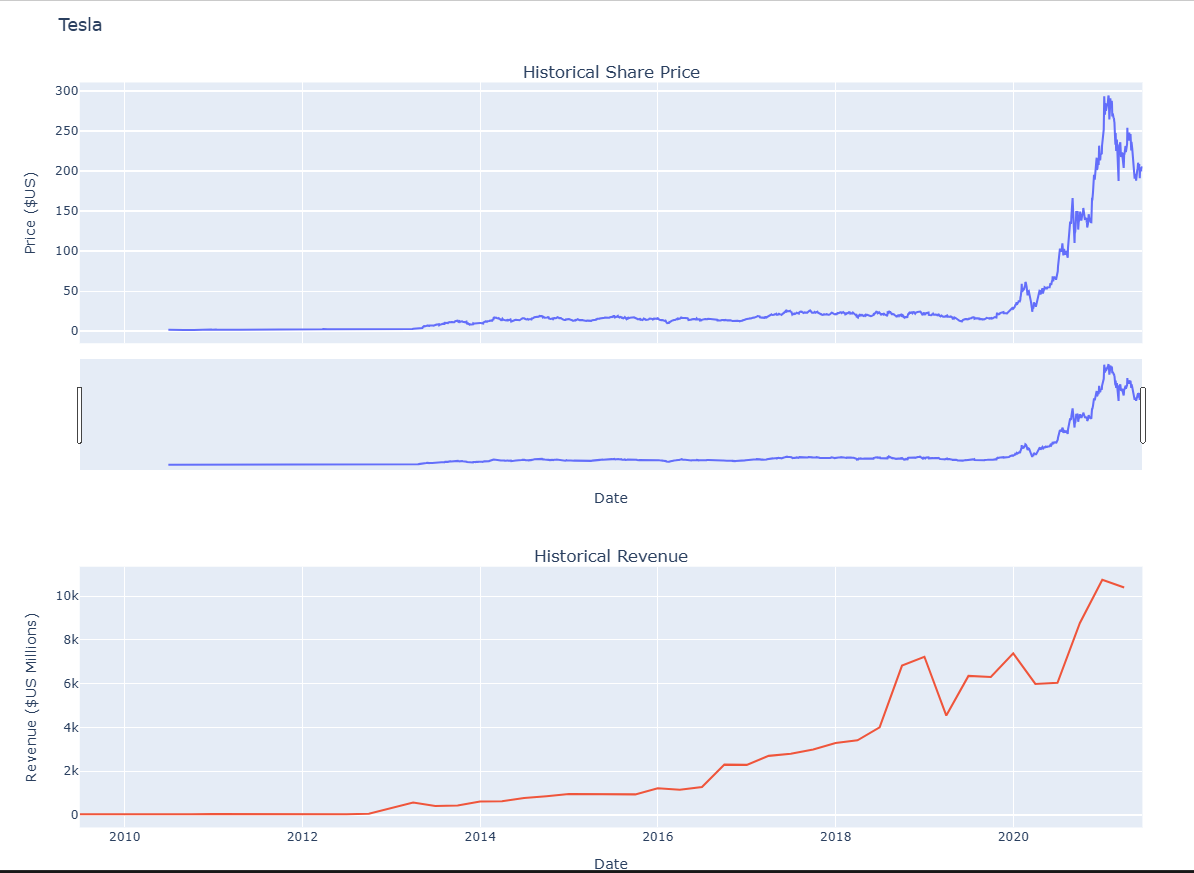 Tesla
Historical Share Price
300
250
200
150
100
50
0
Price ($US)
Date
Historical Revenue
10k
8k
6k
4k
2k
0
Revenue ($US Millions)
2010 2012 2014 2016 2018 2020
Date